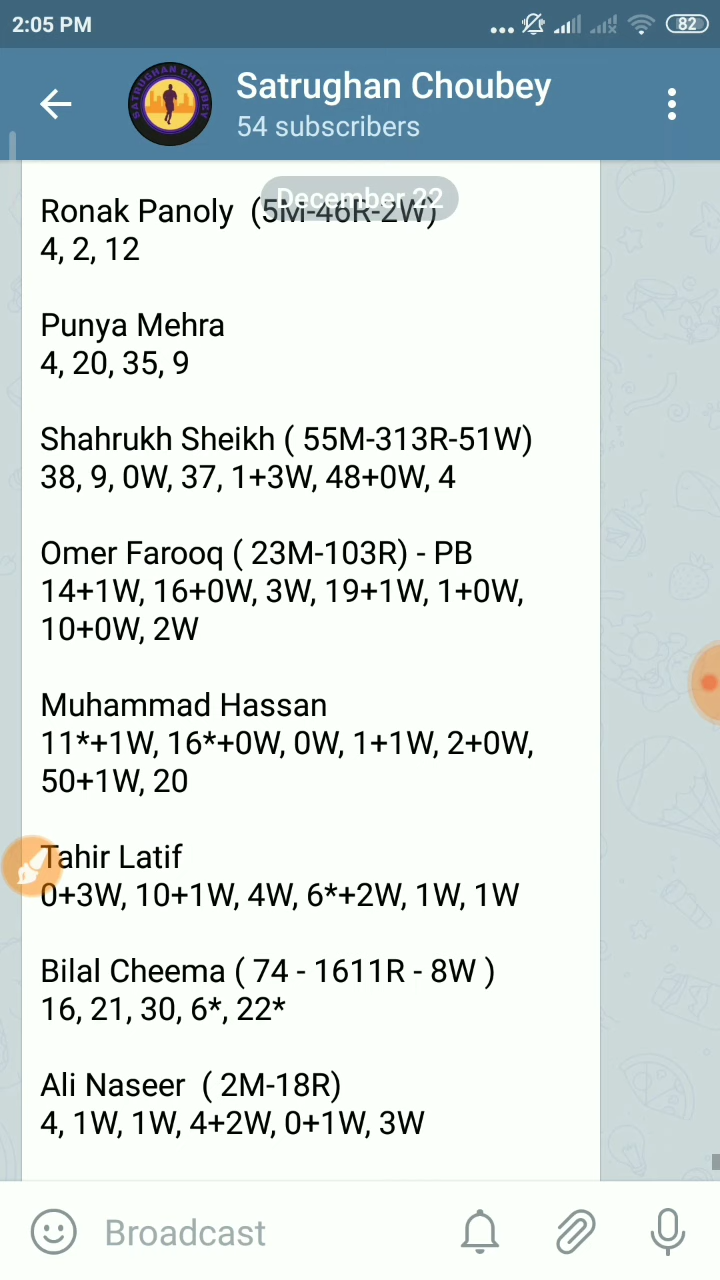 2:05 PM
82
SATRUGHAN CHOUBEY
Satrughan Choubey
54 subscribers
December 22
Ronak Panoly (5M-46R-2W)
4, 2, 12
Punya Mehra
4, 20, 35, 9
Shahrukh Sheikh ( 55M-313R-51W)
38, 9, 0W, 37, 1+3W, 48+0W, 4
Omer Farooq ( 23M-103R) - PB
14+1W, 16+0W, 3W, 19+1W, 1+0W,
10+0W, 2W
Muhammad Hassan
11*+1W, 16*+0W, 0W, 1+1W, 2+0W,
50+1W, 20
Tahir Latif
0+3W, 10+1W, 4W, 6*+2W, 1W, 1W
Bilal Cheema ( 74 - 1611R - 8W )
16, 21, 30, 6*, 22*
Ali Naseer ( 2M-18R)
4, 1W, 1W, 4+2W, 0+1W, 3W
Broadcast